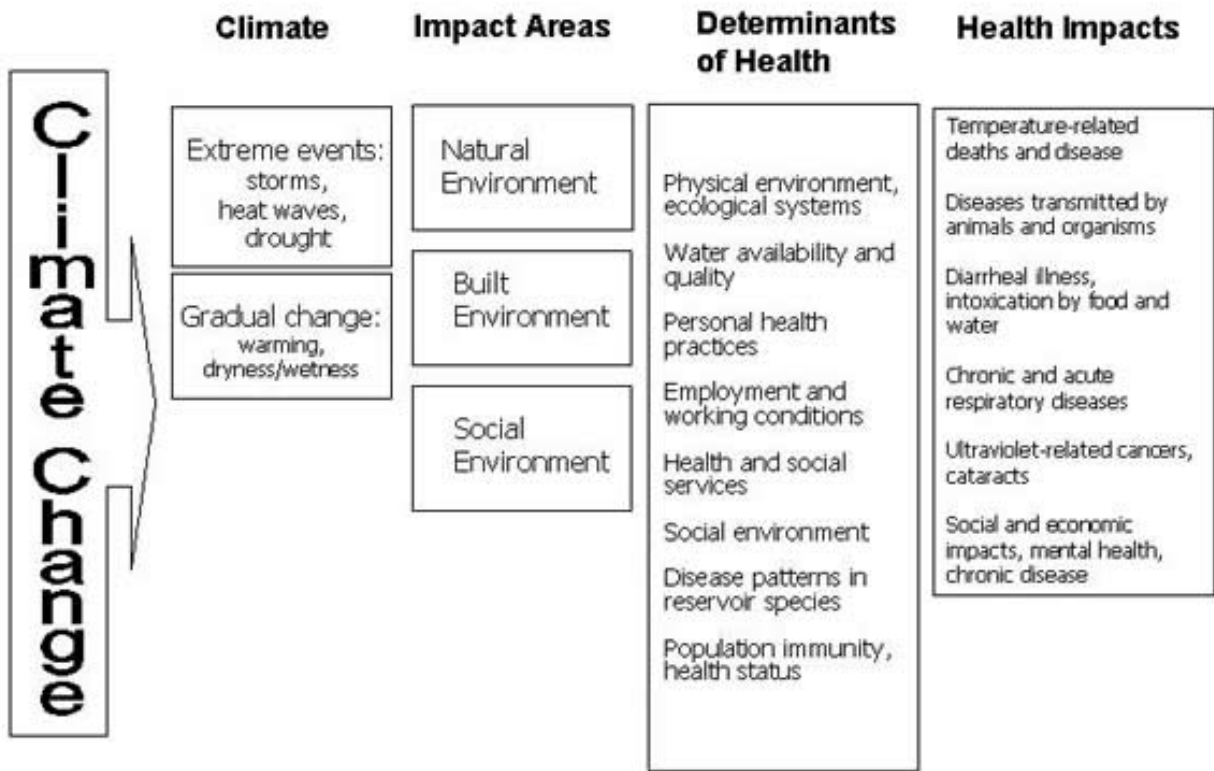 Climate Change
Climate
Extreme events:
storms,
heat waves,
drought
Gradual change:
warming,
dryness/wetness
Impact Areas
Natural
Environment
Built
Environment
Social
Environment
Determinants
of Health
Physical environment,
ecological systems
Water availability and
quality
Personal health
practices
Employment and
working conditions
Health and social
services
Social environment
Disease patterns in
reservoir species
Population immunity,
health status
Health Impacts
Temperature-related
deaths and disease
Diseases transmitted by
animals and organisms
Diarrheal illness,
intoxication by food and
water
Chronic and acute
respiratory diseases
Ultraviolet-related cancers,
cataracts
Social and economic
impacts, mental health,
chronic disease